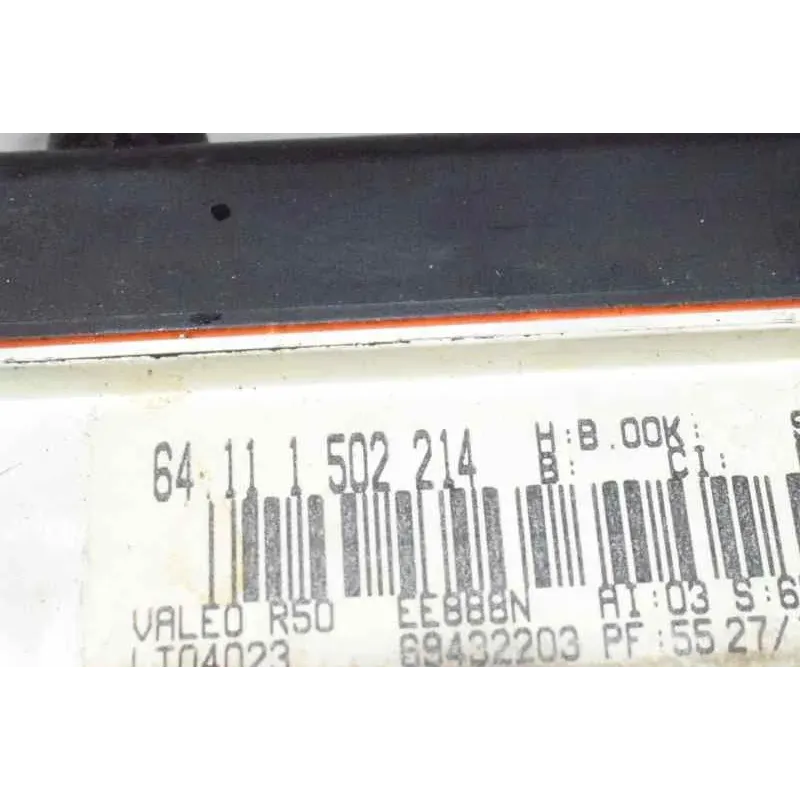 64 11 1 502 214 H:B.00K:
B: CI:
VALEO R50 EE888N AI:03 S:6
LT04023 69432203 PF:55 27/